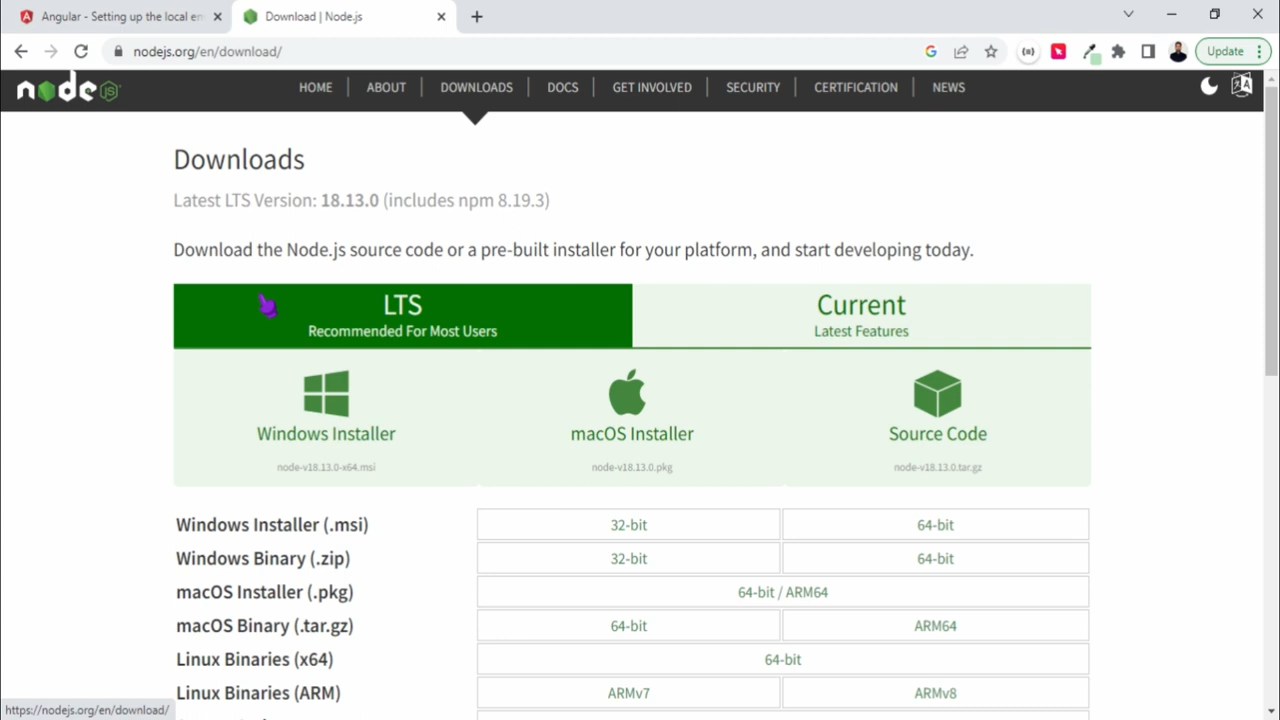 Angular - Setting up the local en
Download | Node.js
nodejs.org/en/download/
Update
node JS
HOME
ABOUT
DOWNLOADS
DOCS
GET INVOLVED
SECURITY
CERTIFICATION
NEWS
Downloads
Latest LTS Version: 18.13.0 (includes npm 8.19.3)
Download the Node.js source code or a pre-built installer for your platform, and start developing today.
LTS
Recommended For Most Users
Current
Latest Features
Windows Installer
node-v18.13.0-x64.msi
macOS Installer
node-v18.13.0.pkg
Source Code
node-v18.13.0.tar.gz
Windows Installer (.msi) 32-bit 64-bit
Windows Binary (.zip) 32-bit 64-bit
macOS Installer (.pkg) 64-bit / ARM64
macOS Binary (.tar.gz) 64-bit ARM64
Linux Binaries (x64) 64-bit
Linux Binaries (ARM) ARMv7 ARMv8
https://nodejs.org/en/download/